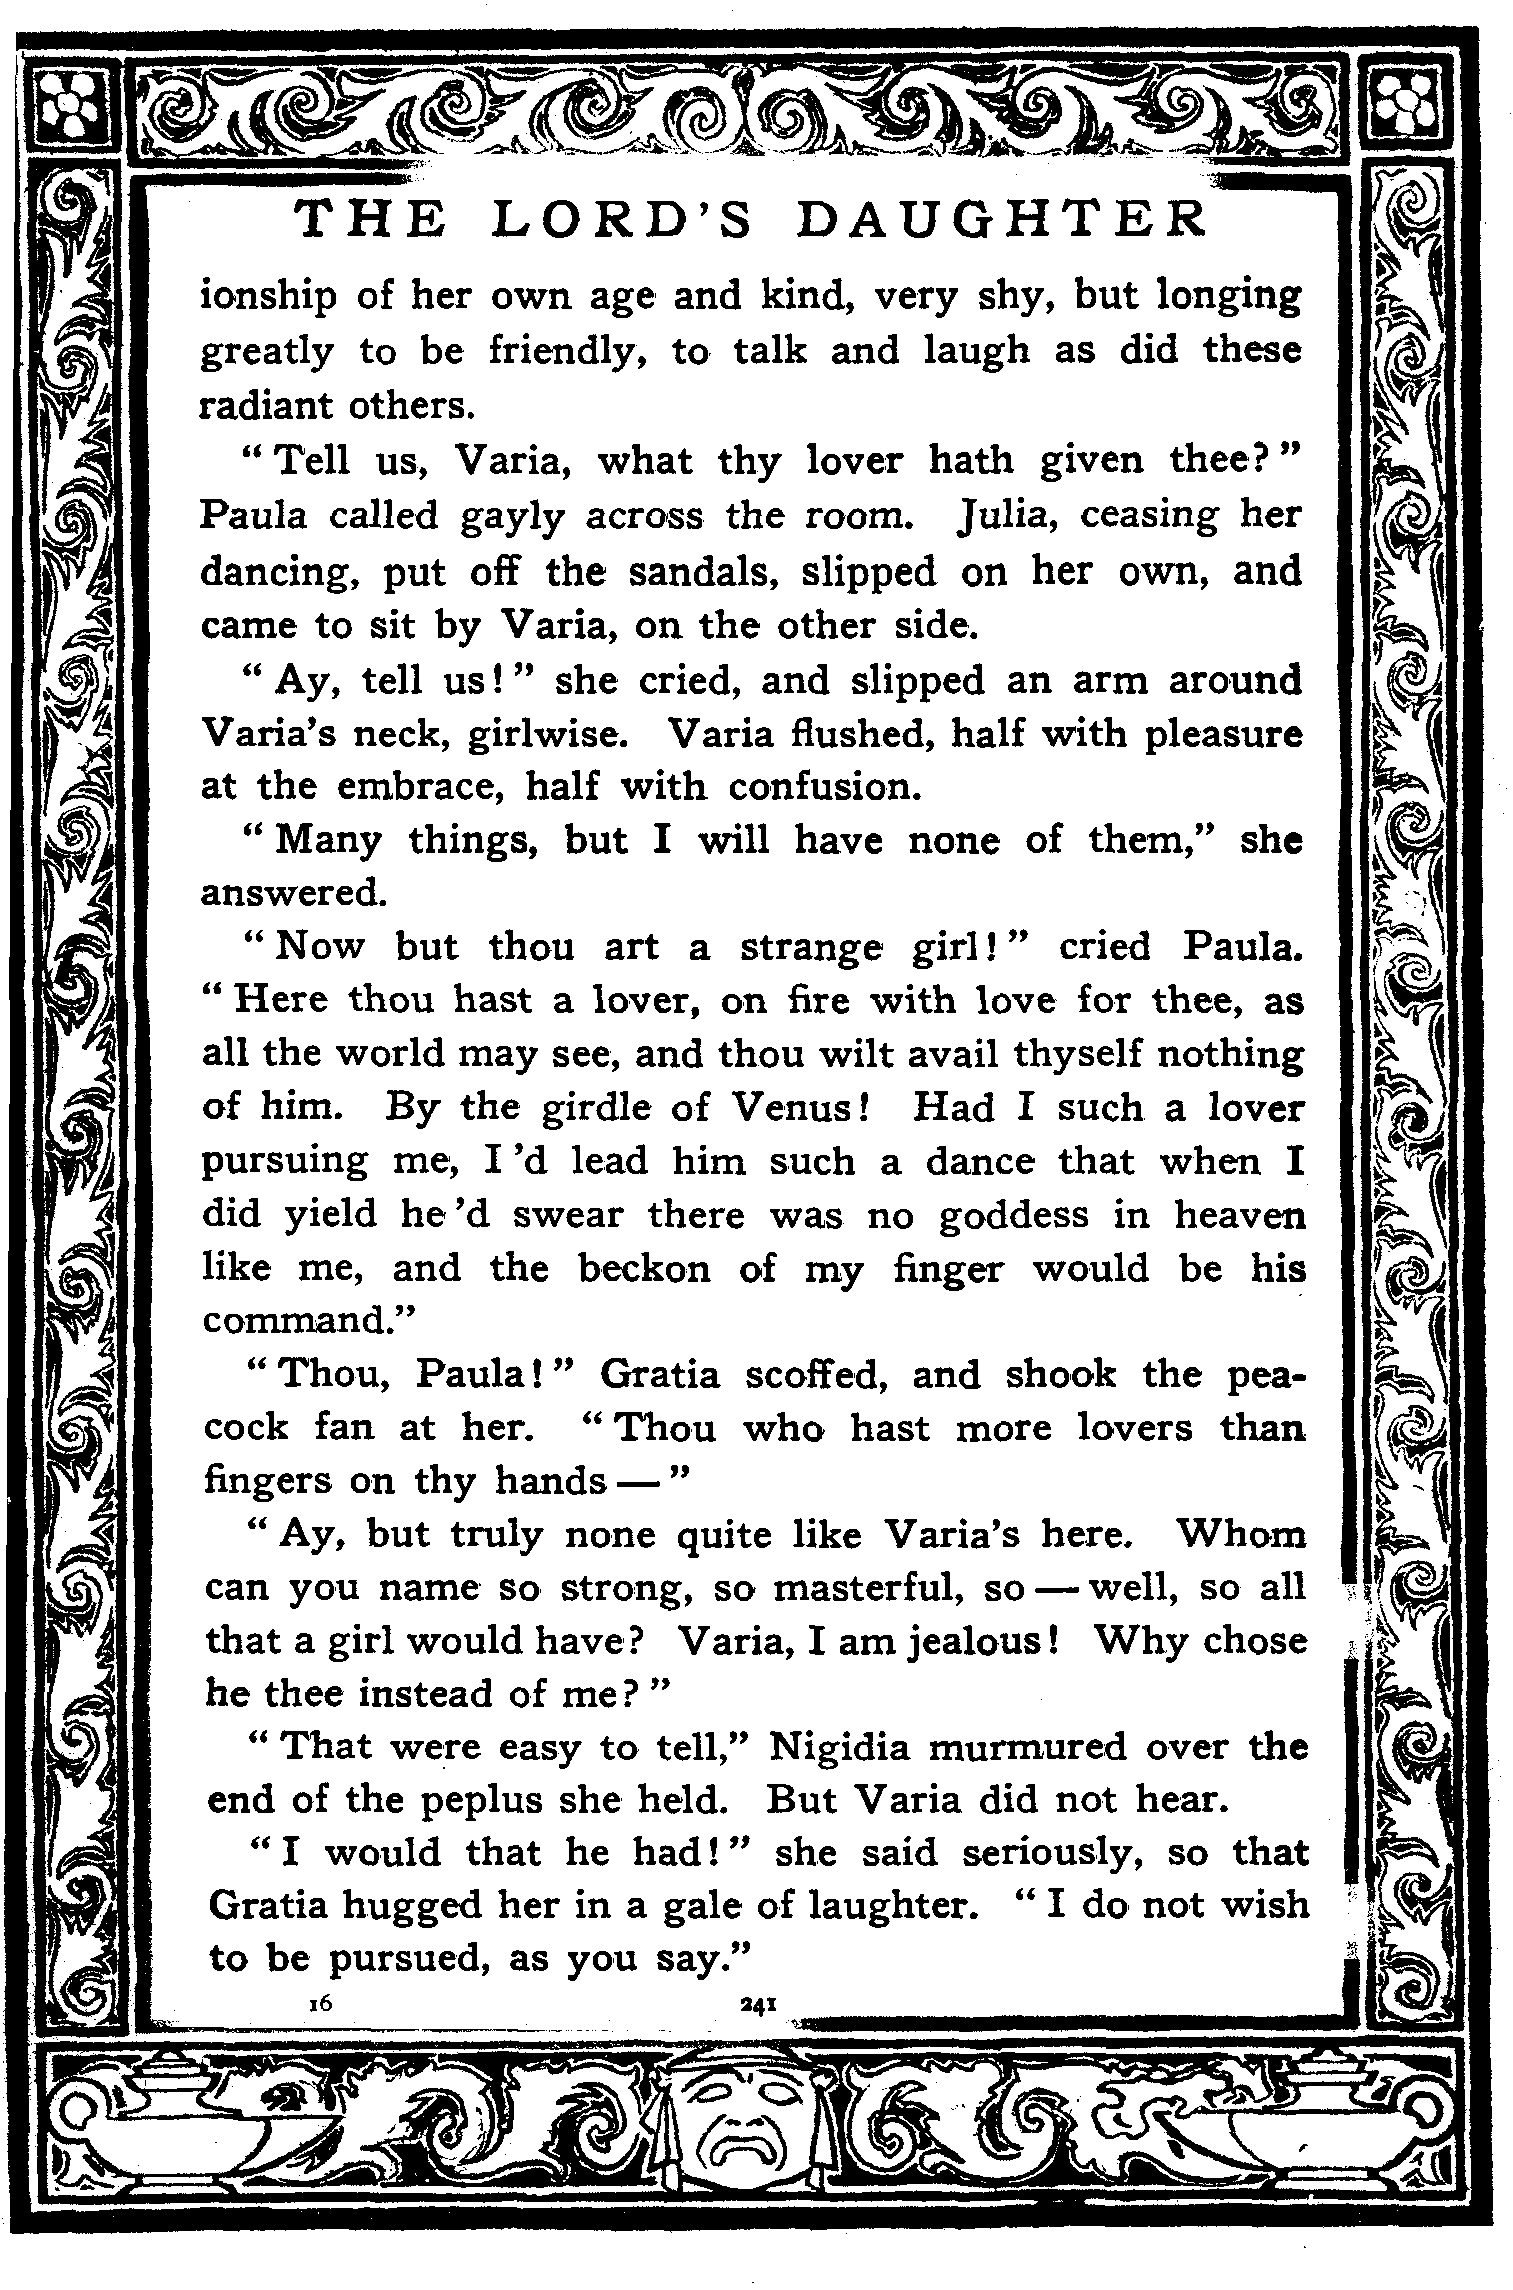 THE LORD'S DAUGHTER
ionship of her own age and kind, very shy, but longing
greatly to be friendly, to talk and laugh as did these
radiant others.
“Tell us, Varia, what thy lover hath given thee?”
Paula called gayly across the room. Julia, ceasing her
dancing, put off the sandals, slipped on her own, and
came to sit by Varia, on the other side.
“Ay, tell us!” she cried, and slipped an arm around
Varia’s neck, girlwise. Varia flushed, half with pleasure
at the embrace, half with confusion.
“Many things, but I will have none of them,” she
answered.
“Now but thou art a strange girl!” cried Paula.
“Here thou hast a lover, on fire with love for thee, as
all the world may see, and thou wilt avail thyself nothing
of him. By the girdle of Venus! Had I such a lover
pursuing me, I ’d lead him such a dance that when I
did yield he ’d swear there was no goddess in heaven
like me, and the beckon of my finger would be his
command.”
“Thou, Paula!” Gratia scoffed, and shook the pea-
cock fan at her. “Thou who hast more lovers than
fingers on thy hands—”
“Ay, but truly none quite like Varia’s here. Whom
can you name so strong, so masterful, so—well, so all
that a girl would have? Varia, I am jealous! Why chose
he thee instead of me?”
“That were easy to tell,” Nigidia murmured over the
end of the peplus she held. But Varia did not hear.
“I would that he had!” she said seriously, so that
Gratia hugged her in a gale of laughter. “I do not wish
to be pursued, as you say.”
16 241